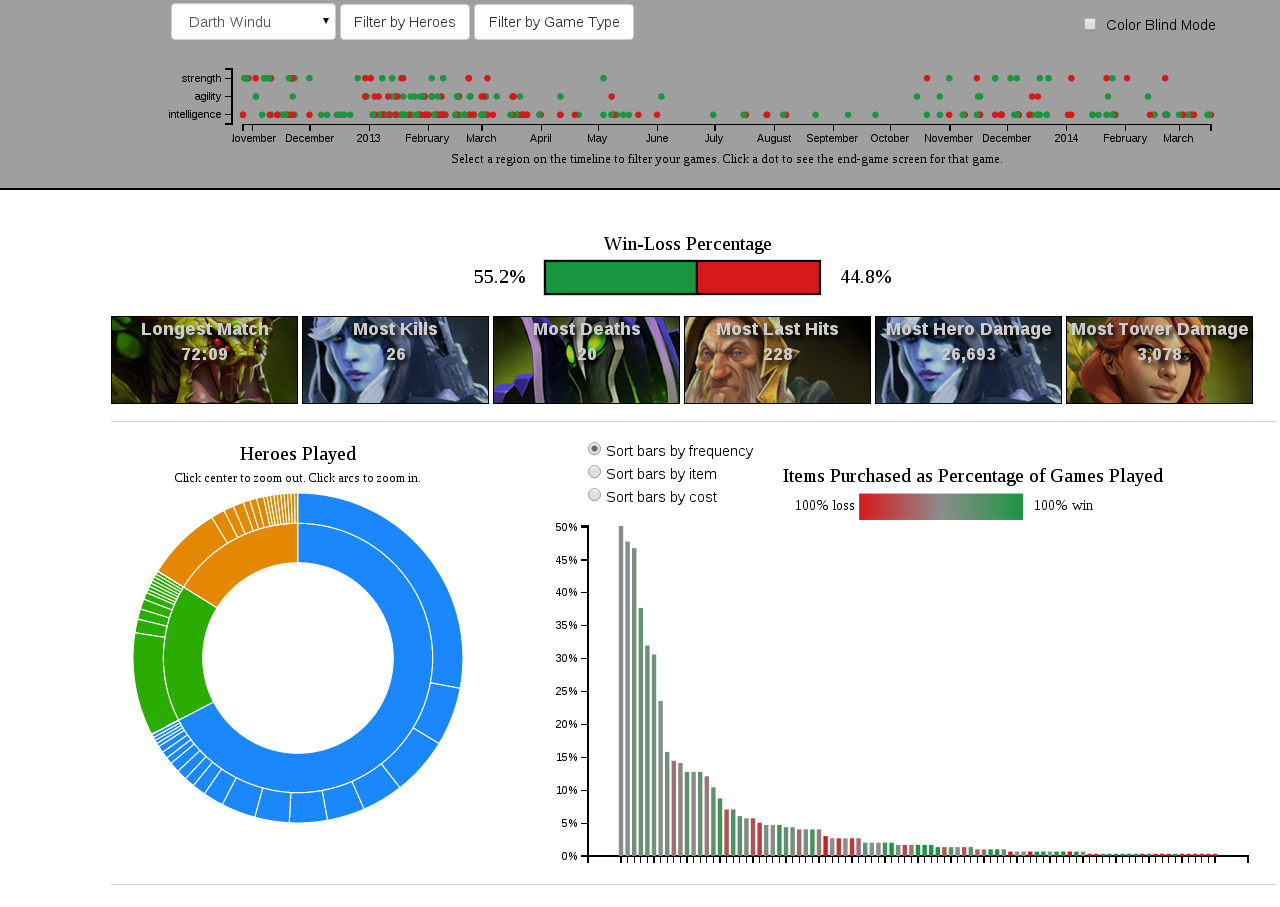 Darth Windu
Filter by Heroes
Filter by Game Type
Color Blind Mode
strength
agility
intelligence
lovember December 2013 February March April May June July August September October November December 2014 February March
Select a region on the timeline to filter your games. Click a dot to see the end-game screen for that game.
Win-Loss Percentage
55.2% 44.8%
Longest Match
72:09
Most Kills
26
Most Deaths
20
Most Last Hits
228
Most Hero Damage
26,693
Most Tower Damage
3,078
Heroes Played
Click center to zoom out. Click arcs to zoom in.
Sort bars by frequency
Sort bars by item
Sort bars by cost
Items Purchased as Percentage of Games Played
100% loss 100% win
50%
45%
40%
35%
30%
25%
20%
15%
10%
5%
0%